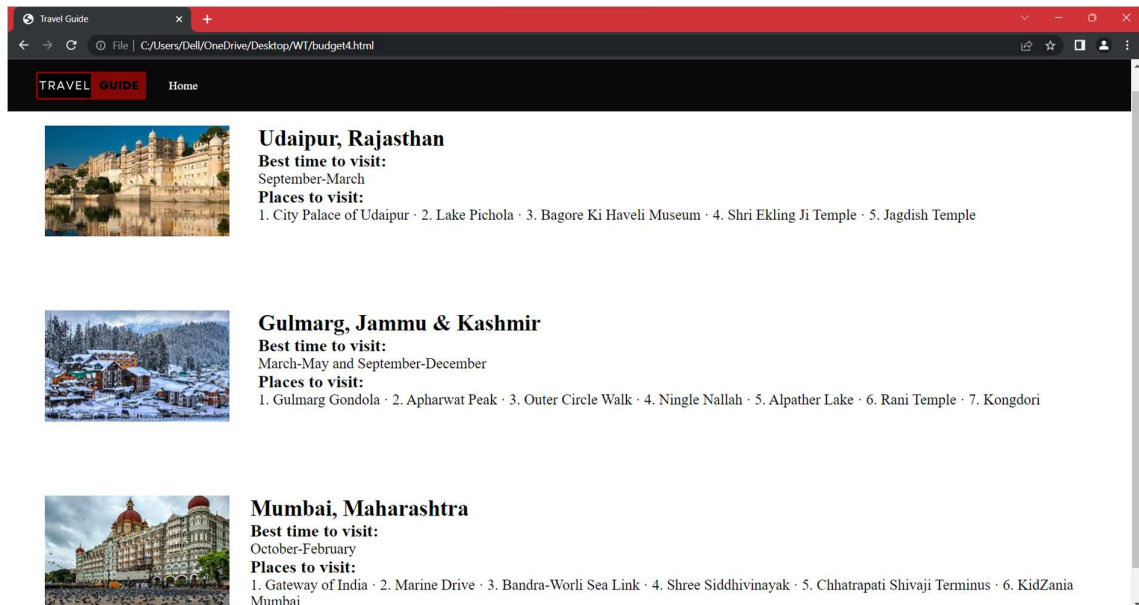 Travel Guide
File | C:/Users/Dell/OneDrive/Desktop/WT/budget4.html
TRAVEL GUIDE Home
Udaipur, Rajasthan
Best time to visit:
September-March
Places to visit:
1. City Palace of Udaipur · 2. Lake Pichola · 3. Bagore Ki Haveli Museum · 4. Shri Ekling Ji Temple · 5. Jagdish Temple
Gulmarg, Jammu & Kashmir
Best time to visit:
March-May and September-December
Places to visit:
1. Gulmarg Gondola · 2. Apharwat Peak · 3. Outer Circle Walk · 4. Ningle Nallah · 5. Alpather Lake · 6. Rani Temple · 7. Kongdori
Mumbai, Maharashtra
Best time to visit:
October-February
Places to visit:
1. Gateway of India · 2. Marine Drive · 3. Bandra-Worli Sea Link · 4. Shree Siddhivinayak · 5. Chhatrapati Shivaji Terminus · 6. KidZania
Mumbai